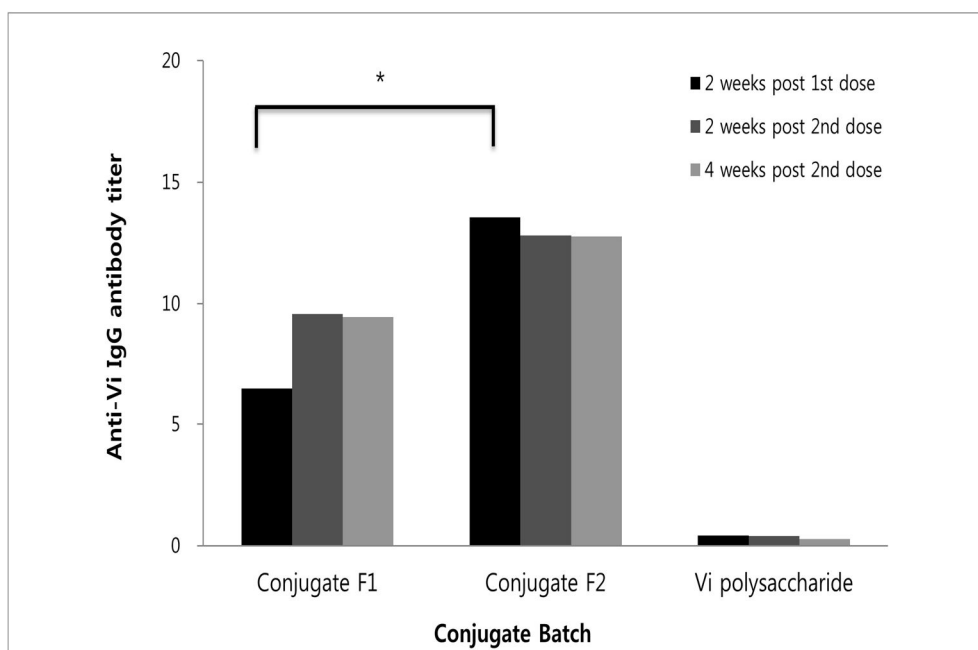 20
15
10
5
0
Anti-Vi IgG antibody titer
*
2 weeks post 1st dose
2 weeks post 2nd dose
4 weeks post 2nd dose
Conjugate F1
Conjugate F2
Vi polysaccharide
Conjugate Batch